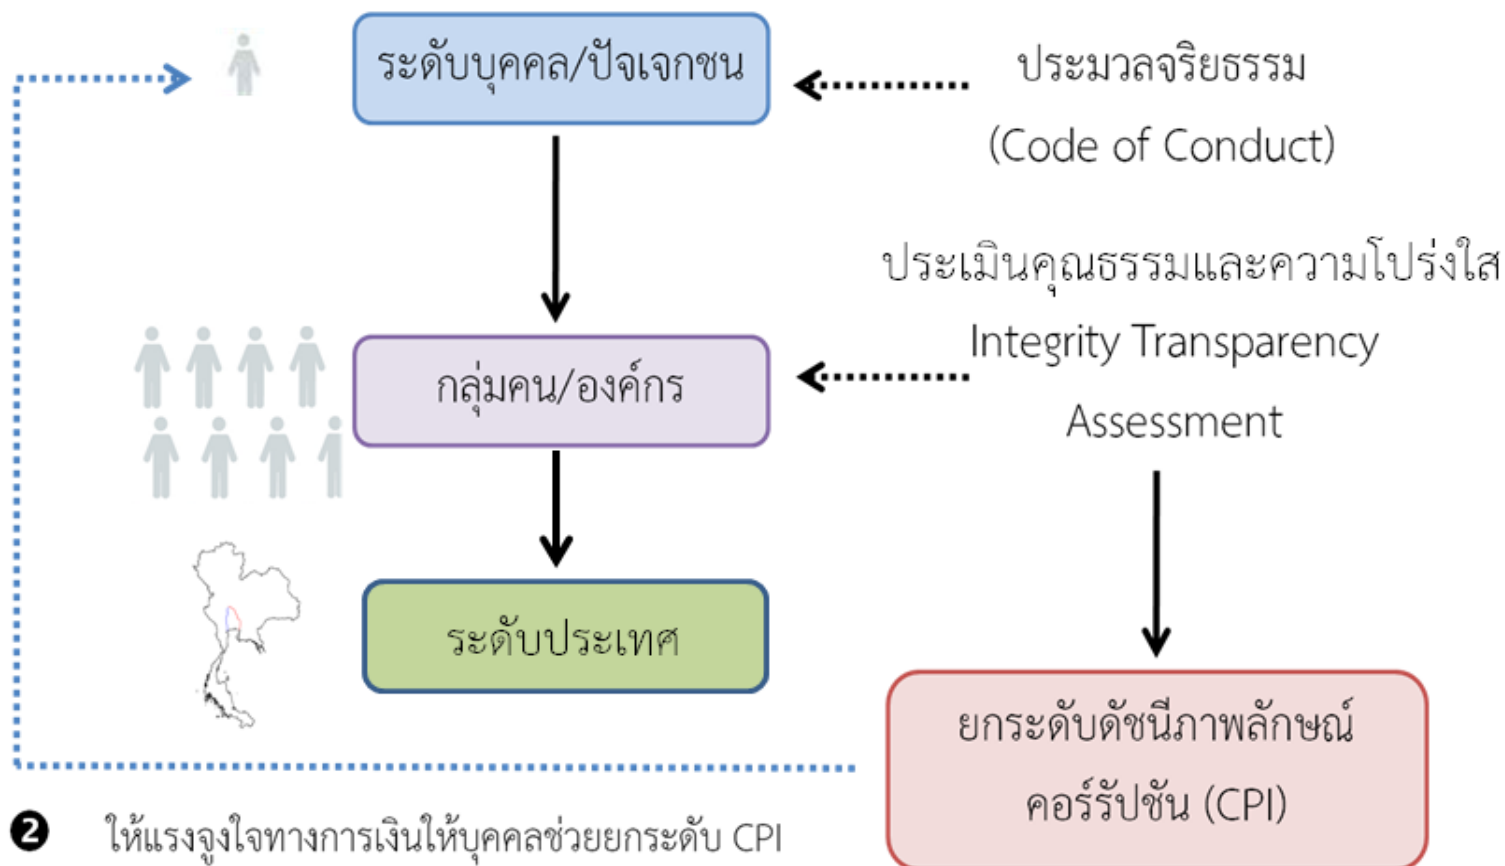 ระดับบุคคล/ปัจเจกชน
ประมวลจริยธรรม
(Code of Conduct)
ประเมินคุณธรรมและความโปร่งใส
Integrity Transparency
Assessment
กลุ่มคน/องค์กร
ระดับประเทศ
ยกระดับดัชนีภาพลักษณ์
คอร์รัปชัน (CPI)
❷ ให้แรงจูงใจทางการเงินให้บุคคลช่วยยกระดับ CPI